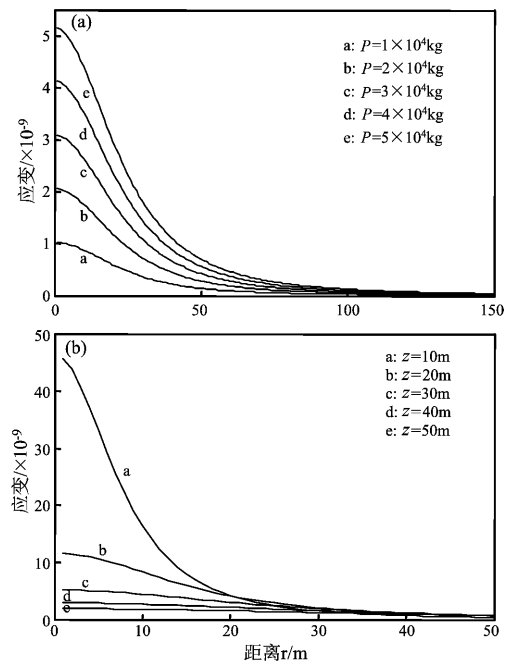 (a)
a: P=1×10⁴kg
b: P=2×10⁴kg
c: P=3×10⁴kg
d: P=4×10⁴kg
e: P=5×10⁴kg
5
4
3
2
1
0
应变/×10⁻⁹
e
d
c
b
a
0 50 100 150
(b)
a: z=10m
b: z=20m
c: z=30m
d: z=40m
e: z=50m
50
40
30
20
10
0
应变/×10⁻⁹
a
b
c
d
e
0 10 20 30 40 50
距离r/m